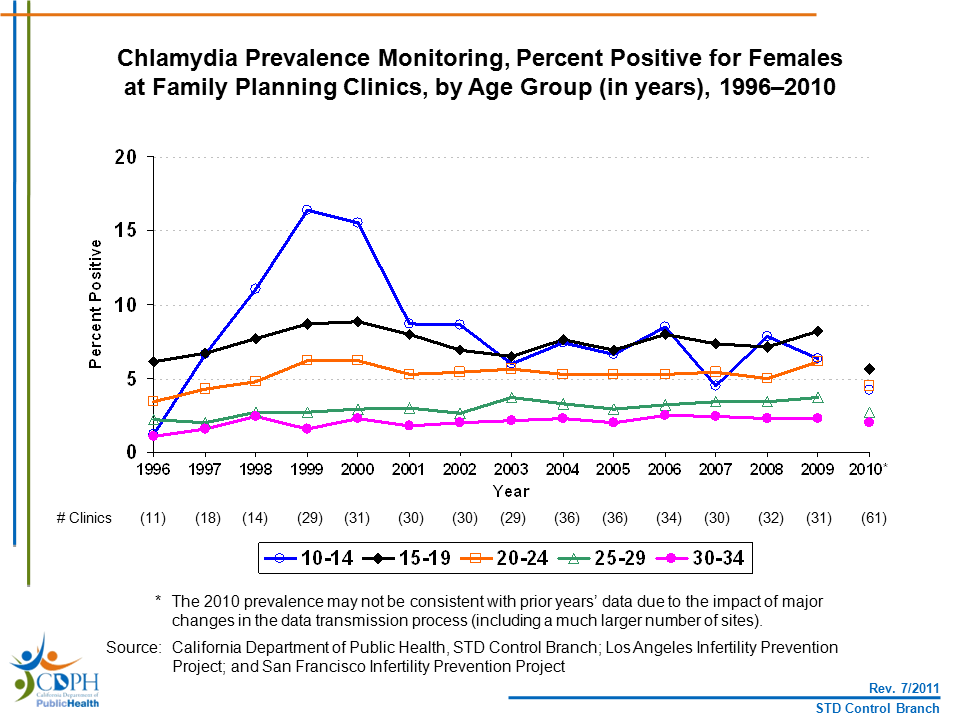 Chlamydia Prevalence Monitoring, Percent Positive for Females
at Family Planning Clinics, by Age Group (in years), 1996–2010
20
15
10
5
0
Percent Positive
1996 1997 1998 1999 2000 2001 2002 2003 2004 2005 2006 2007 2008 2009 2010*
Year
# Clinics (11) (18) (14) (29) (31) (30) (30) (29) (36) (36) (34) (30) (32) (31) (61)
10-14 15-19 20-24 25-29 30-34
* The 2010 prevalence may not be consistent with prior years’ data due to the impact of major
changes in the data transmission process (including a much larger number of sites).
Source: California Department of Public Health, STD Control Branch; Los Angeles Infertility Prevention
Project; and San Francisco Infertility Prevention Project
CDPH
California Department of
PublicHealth
Rev. 7/2011
STD Control Branch